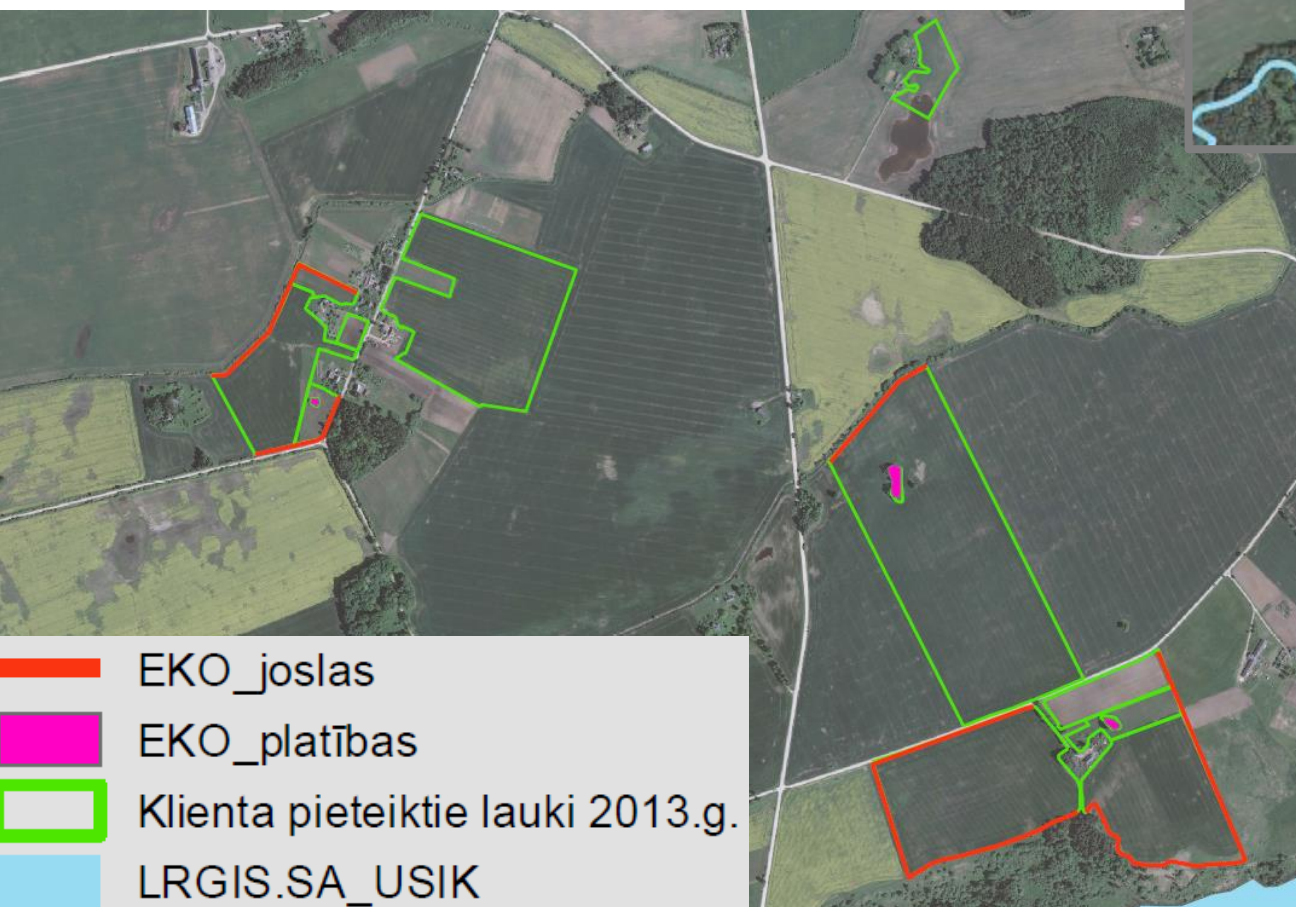 EKO_joslas
EKO_platības
Klienta pieteiktie lauki 2013.g.
LRGIS.SA_USIK